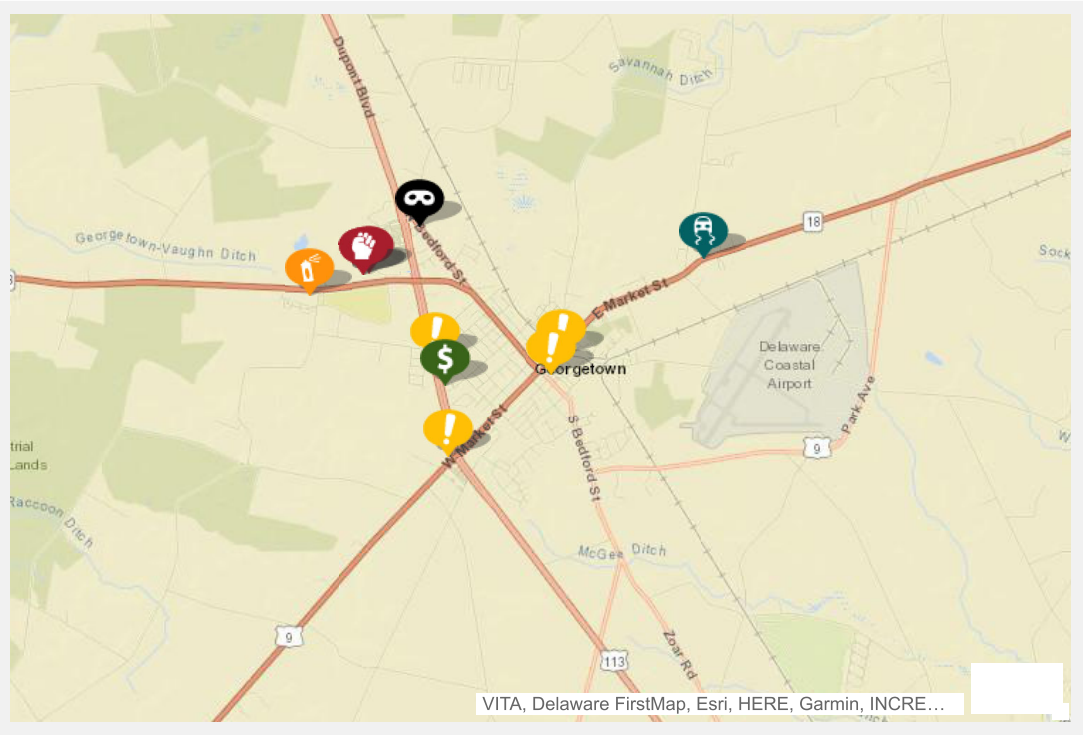 Dupont Blvd
Savannah Ditch
18
Georgetown-Vaughn Ditch
Bedford St
Sock
E Market St
$
Delaware
Coastal
Airport
Georgetown
Park Ave
W Market St
S Bedford St
9
trial
Lands
Raccoon Ditch
McGee Ditch
9
Zoar Rd
113
VITA, Delaware FirstMap, Esri, HERE, Garmin, INCRE…